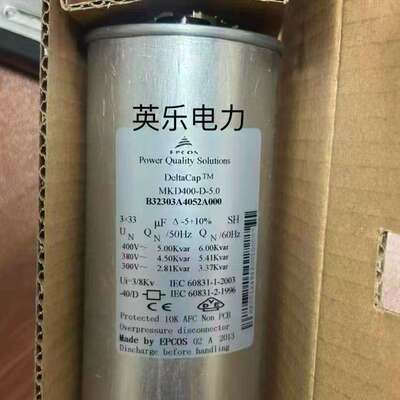 英乐电力
EPCOS
Power Quality Solutions
DeltaCap™
MKD400-D-5.0
B32303A4052A000
3×33 µF Δ -5+10% SH
U_N Q_N/50Hz Q_N/60Hz
400V~ 5.00Kvar 6.00Kvar
380V~ 4.50Kvar 5.41Kvar
300V~ 2.81Kvar 3.37Kvar
Ui-3/8Kv IEC 60831-1-2003
-40/D IEC 60831-2-1996
Protected 10K AFC Non PCB
Overpressure disconnector
Made by EPCOS 02 A 2013
Discharge before handling